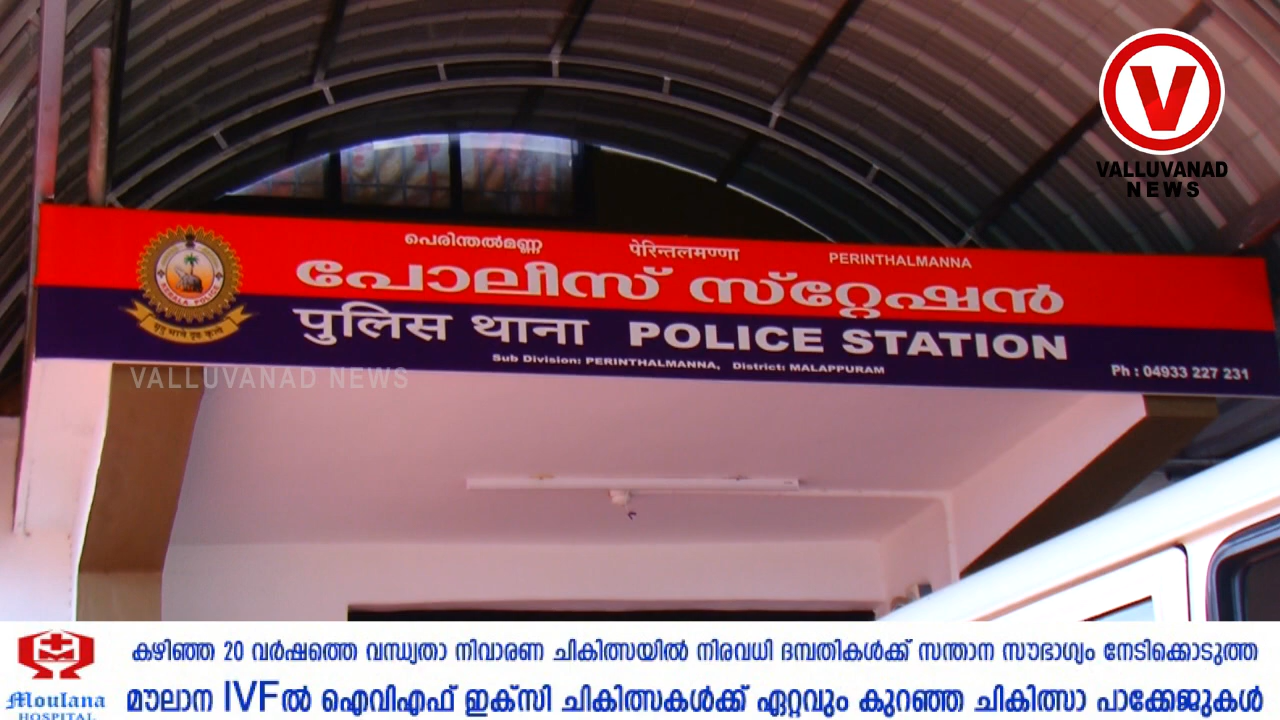 V
VALLUVANAD
NEWS
പെരിന്തൽമണ്ണ पेरिन्तलमण्णा PERINTHALMANNA
പോലീസ് സ്റ്റേഷൻ
पुलिस थाना POLICE STATION
Sub Division: PERINTHALMANNA, District: MALAPPURAM
Ph : 04933 227 231
KERALA POLICE
VALLUVANAD NEWS
കഴിഞ്ഞ 20 വർഷത്തെ വന്ധ്യതാ നിവാരണ ചികിത്സയിൽ നിരവധി ദമ്പതികൾക്ക് സന്താന സൗഭാഗ്യം നേടിക്കൊടുത്ത
മൗലാന IVFൽ ഐവിഎഫ് ഇക്സി ചികിത്സകൾക്ക് ഏറ്റവും കുറഞ്ഞ ചികിത്സാ പാക്കേജുകൾ
Moulana
HOSPITAL